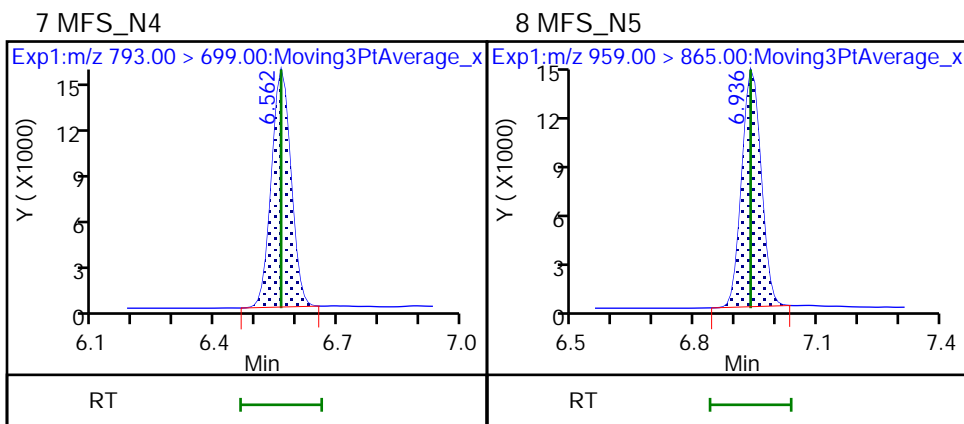 7 MFS_N4
Exp1:m/z 793.00 > 699.00:Moving3PtAverage_x
6.562
Y ( X1000)
15
12
9
6
3
0
6.1 6.4 6.7 7.0
Min
RT
8 MFS_N5
Exp1:m/z 959.00 > 865.00:Moving3PtAverage_x
6.936
Y ( X1000)
15
12
9
6
3
0
6.5 6.8 7.1 7.4
Min
RT